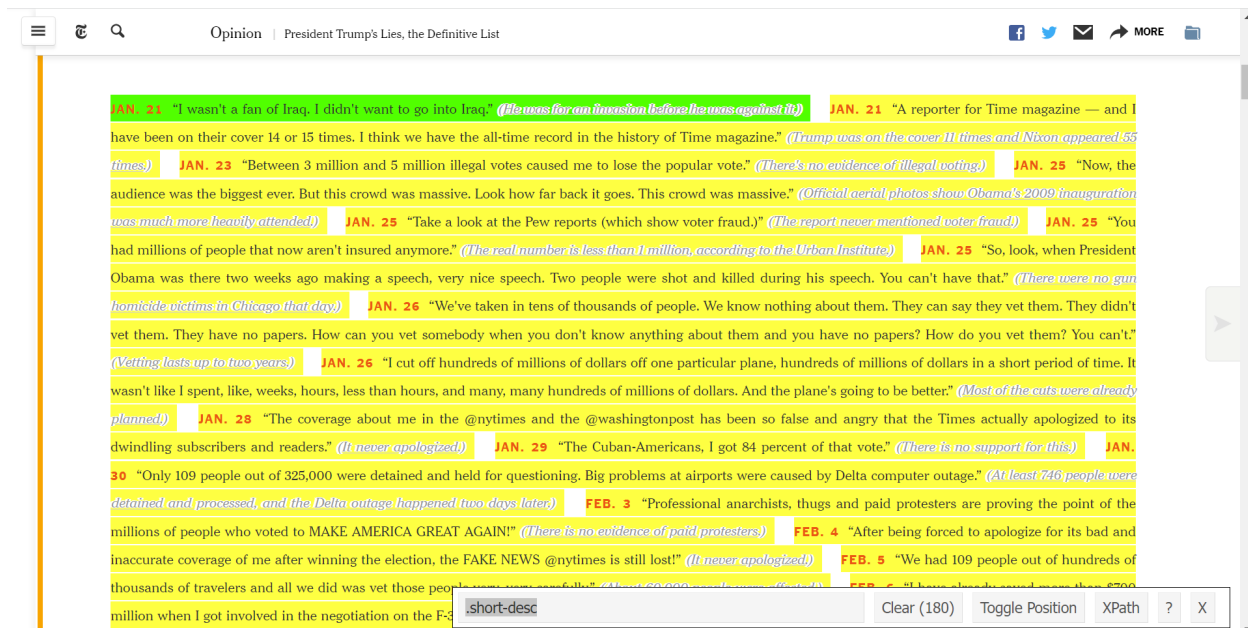 Opinion | President Trump's Lies, the Definitive List MORE
JAN. 21 “I wasn't a fan of Iraq. I didn't want to go into Iraq.” (He was for an invasion before he was against it.) JAN. 21 “A reporter for Time magazine — and I
have been on their cover 14 or 15 times. I think we have the all-time record in the history of Time magazine.” (Trump was on the cover 11 times and Nixon appeared 55
times.) JAN. 23 “Between 3 million and 5 million illegal votes caused me to lose the popular vote.” (There's no evidence of illegal voting.) JAN. 25 “Now, the
audience was the biggest ever. But this crowd was massive. Look how far back it goes. This crowd was massive.” (Official aerial photos show Obama's 2009 inauguration
was much more heavily attended.) JAN. 25 “Take a look at the Pew reports (which show voter fraud.)” (The report never mentioned voter fraud.) JAN. 25 “You
had millions of people that now aren't insured anymore.” (The real number is less than 1 million, according to the Urban Institute.) JAN. 25 “So, look, when President
Obama was there two weeks ago making a speech, very nice speech. Two people were shot and killed during his speech. You can't have that.” (There were no gun
homicide victims in Chicago that day.) JAN. 26 “We've taken in tens of thousands of people. We know nothing about them. They can say they vet them. They didn't
vet them. They have no papers. How can you vet somebody when you don't know anything about them and you have no papers? How do you vet them? You can't.”
(Vetting lasts up to two years.) JAN. 26 “I cut off hundreds of millions of dollars off one particular plane, hundreds of millions of dollars in a short period of time. It
wasn't like I spent, like, weeks, hours, less than hours, and many, many hundreds of millions of dollars. And the plane's going to be better.” (Most of the cuts were already
planned.) JAN. 28 “The coverage about me in the @nytimes and the @washingtonpost has been so false and angry that the Times actually apologized to its
dwindling subscribers and readers.” (It never apologized.) JAN. 29 “The Cuban-Americans, I got 84 percent of that vote.” (There is no support for this.) JAN.
30 “Only 109 people out of 325,000 were detained and held for questioning. Big problems at airports were caused by Delta computer outage.” (At least 746 people were
detained and processed, and the Delta outage happened two days later.) FEB. 3 “Professional anarchists, thugs and paid protesters are proving the point of the
millions of people who voted to MAKE AMERICA GREAT AGAIN!” (There is no evidence of paid protesters.) FEB. 4 “After being forced to apologize for its bad and
inaccurate coverage of me after winning the election, the FAKE NEWS @nytimes is still lost!” (It never apologized.) FEB. 5 “We had 109 people out of hundreds of
thousands of travelers and all we did was vet those people very, very carefully.” (About 60,000 people were affected.) FEB. 6 “I have already saved more than $700
million when I got involved in the negotiation on the F-3
.short-desc Clear (180) Toggle Position XPath ? X